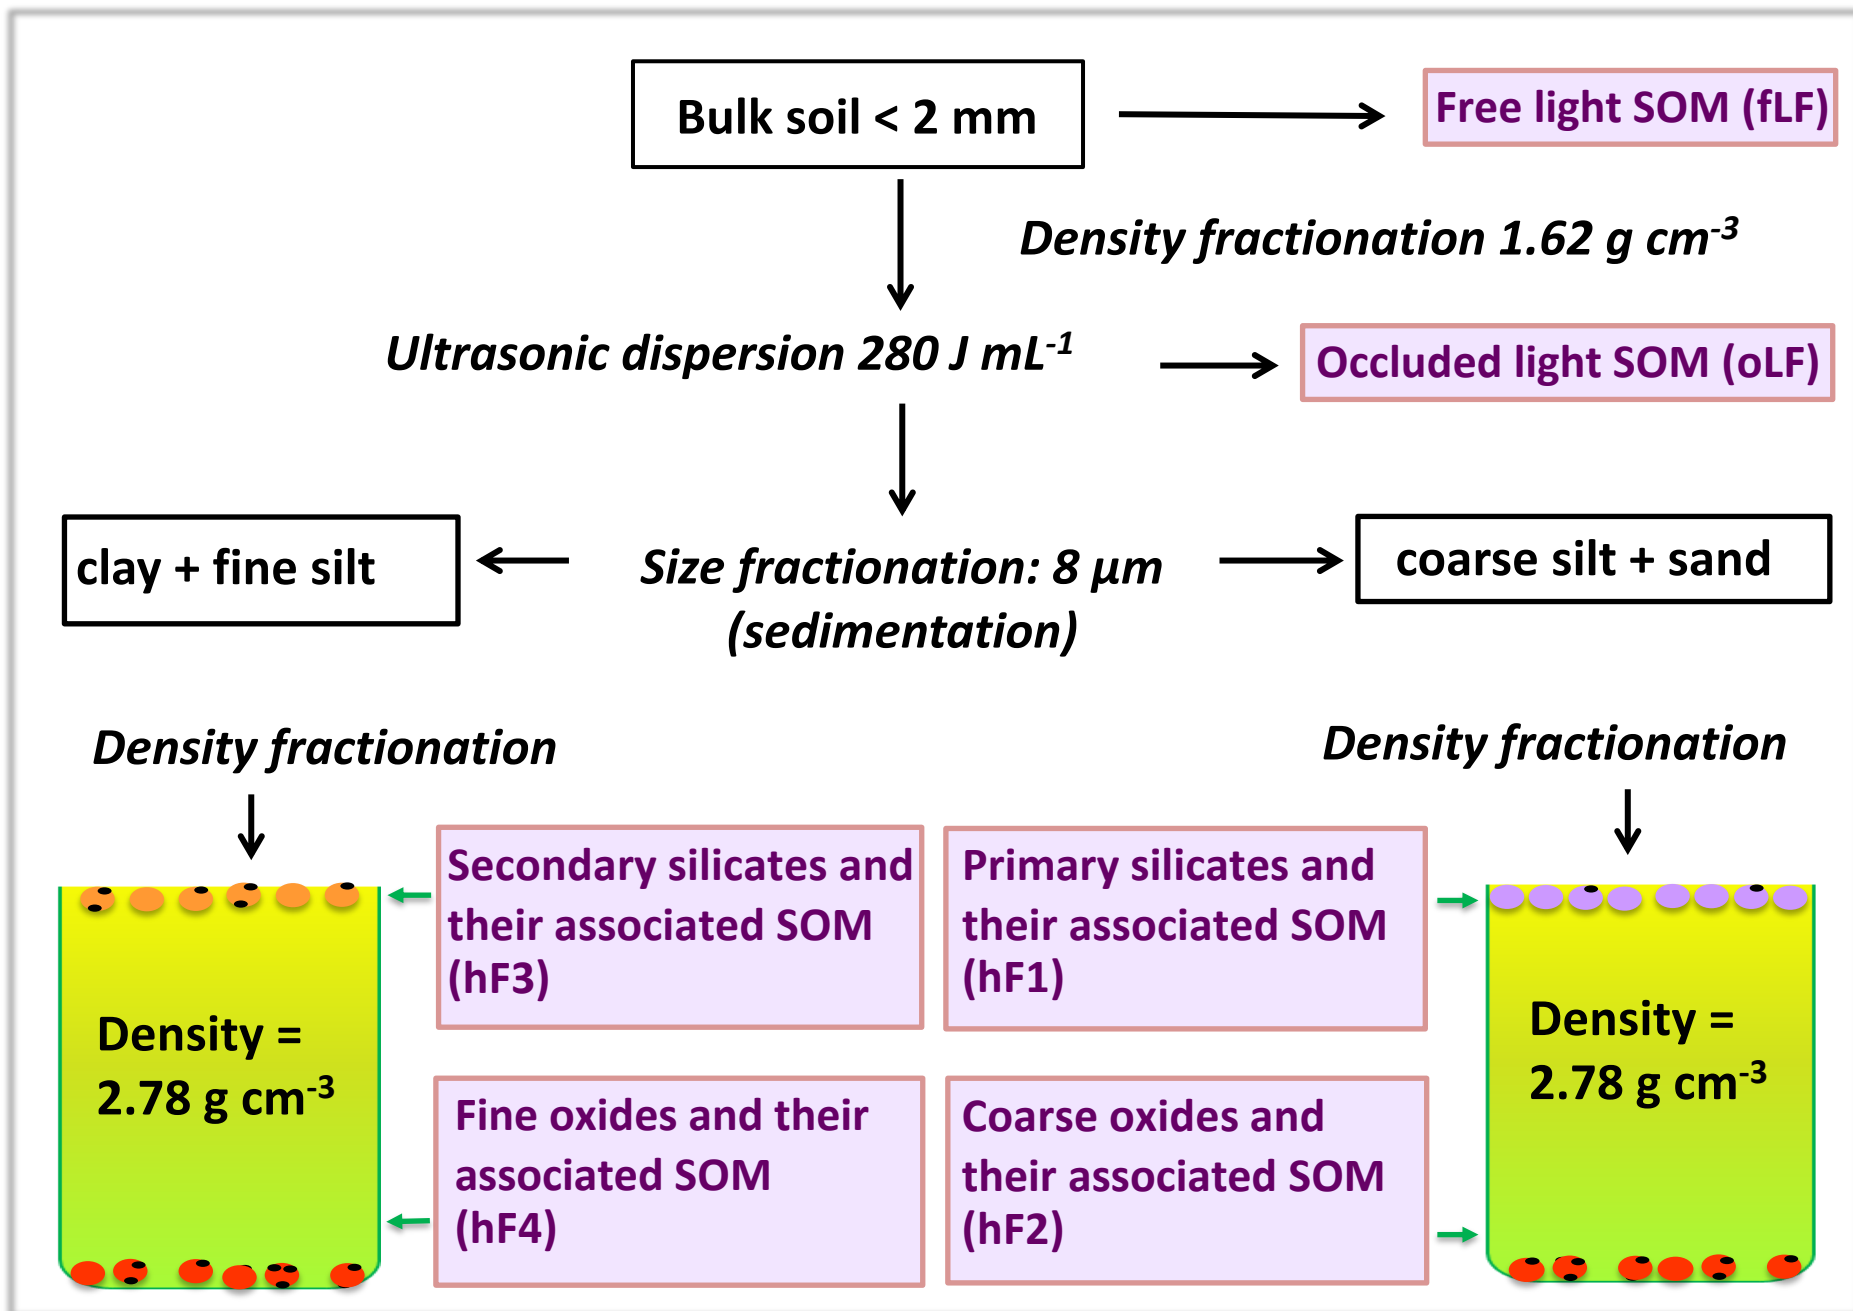 Bulk soil < 2 mm
Free light SOM (fLF)
Density fractionation 1.62 g cm⁻³
Ultrasonic dispersion 280 J mL⁻¹
Occluded light SOM (oLF)
clay + fine silt
Size fractionation: 8 µm
(sedimentation)
coarse silt + sand
Density fractionation
Density fractionation
Secondary silicates and
their associated SOM
(hF3)
Primary silicates and
their associated SOM
(hF1)
Density =
2.78 g cm⁻³
Density =
2.78 g cm⁻³
Fine oxides and their
associated SOM
(hF4)
Coarse oxides and
their associated SOM
(hF2)